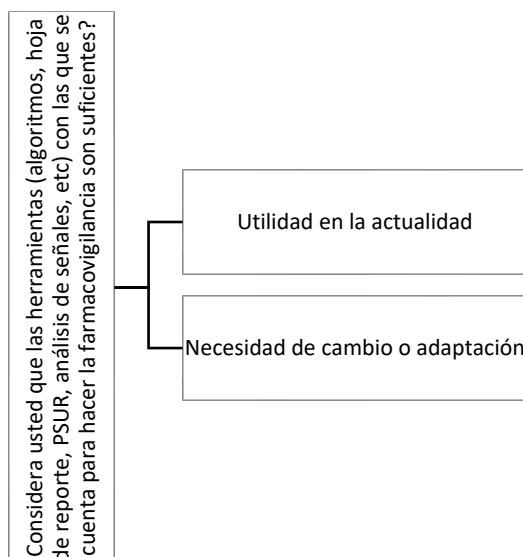 Considera usted que las herramientas (algoritmos, hoja
de reporte, PSUR, análisis de señales, etc) con las que se
cuenta para hacer la farmacovigilancia son suficientes?
Utilidad en la actualidad
Necesidad de cambio o adaptación